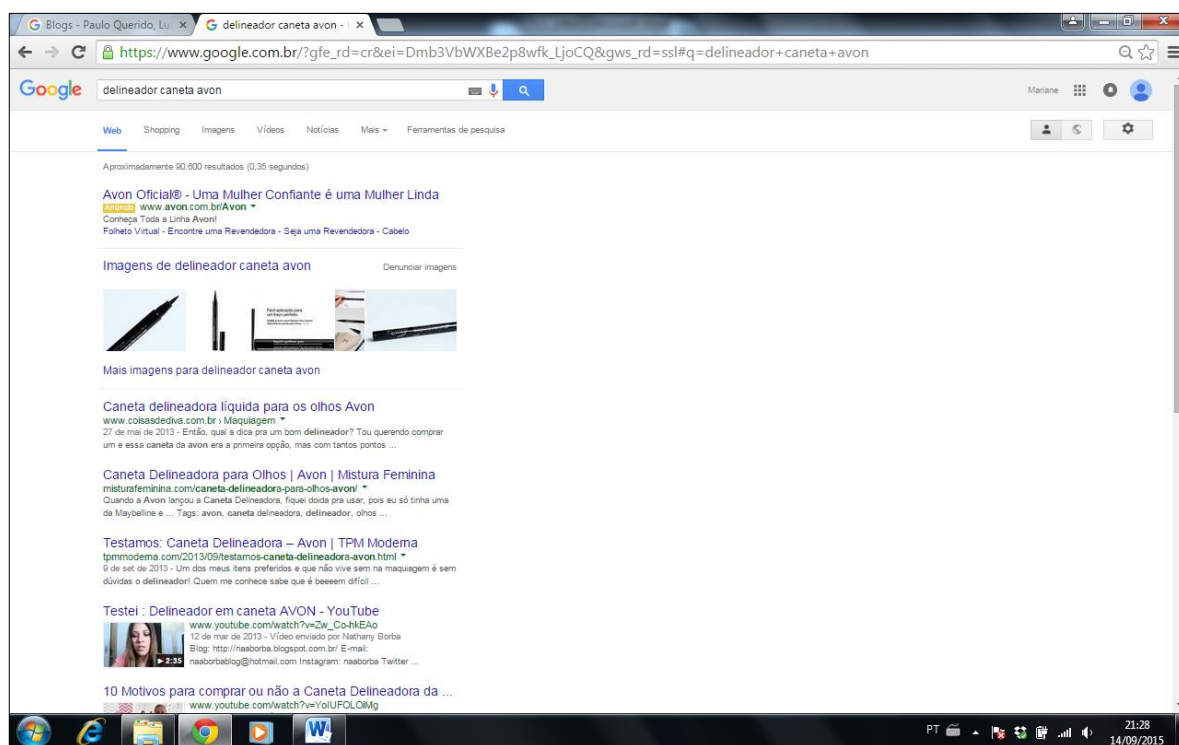 Blogs - Paulo Querido, Lu
delineador caneta avon -
https://www.google.com.br/?gfe_rd=cr&ei=Dmb3VbWXBe2p8wfk_LjoCQ&gws_rd=ssl#q=delineador+caneta+avon
Google delineador caneta avon Mariane
Web Shopping Imagens Vídeos Notícias Mais Ferramentas de pesquisa
Aproximadamente 90.600 resultados (0,35 segundos)
Avon Oficial® - Uma Mulher Confiante é uma Mulher Linda
Anúncio www.avon.com.br/Avon
Conheça Toda a Linha Avon!
Folheto Virtual - Encontre uma Revendedora - Seja uma Revendedora - Cabelo
Imagens de delineador caneta avon Denunciar imagens
Mais imagens para delineador caneta avon
Caneta delineadora líquida para os olhos Avon
www.coisasdediva.com.br › Maquiagem
27 de mai de 2013 - Então, qual a dica pra um bom delineador? Tou querendo comprar
um e essa caneta da avon era a primeira opção, mas com tantos pontos ...
Caneta Delineadora para Olhos | Avon | Mistura Feminina
misturafeminina.com/caneta-delineadora-para-olhos-avon/
Quando a Avon lançou a Caneta Delineadora, fiquei doida pra usar, pois eu só tinha uma
da Maybelline e ... Tags: avon, caneta delineadora, delineador, olhos ...
Testamos: Caneta Delineadora – Avon | TPM Moderna
tpmmoderna.com/2013/09/testamos-caneta-delineadora-avon.html
9 de set de 2013 - Um dos meus itens preferidos e que não vive sem na maquiagem é sem
dúvidas o delineador! Quem me conhece sabe que é beeeem difícil ...
Testei : Delineador em caneta AVON - YouTube
www.youtube.com/watch?v=Zw_Co-hkEAo
12 de mar de 2013 - Vídeo enviado por Nathany Borba
Blog: http://naaborba.blogspot.com.br/ E-mail:
naaborbablog@hotmail.com Instagram: naaborba Twitter ...
2:35
10 Motivos para comprar ou não a Caneta Delineadora da ...
www.youtube.com/watch?v=YoIUFOLOiMg
PT 21:28
14/09/2015